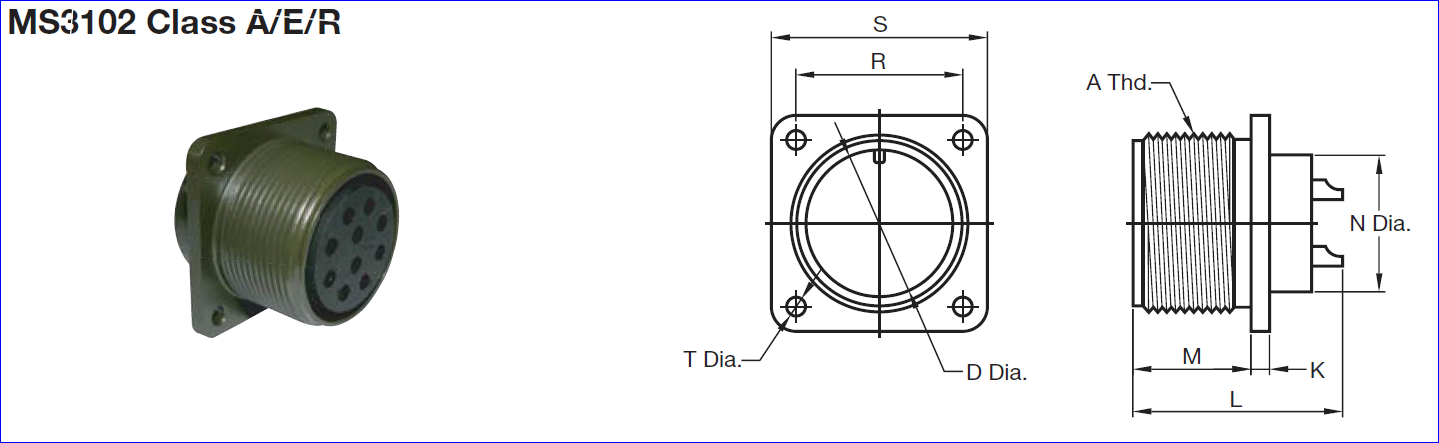 MS3102 Class A/E/R
S
R
A Thd.
N Dia.
T Dia.
D Dia.
M
K
L